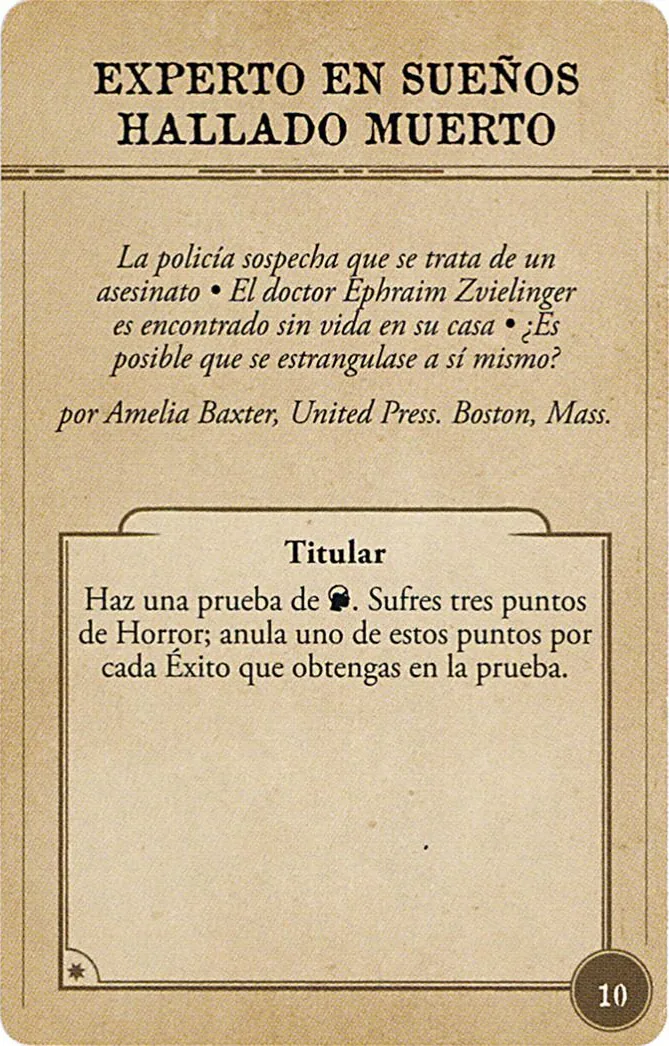 EXPERTO EN SUEÑOS
HALLADO MUERTO
La policía sospecha que se trata de un
asesinato • El doctor Ephraim Zvielinger
es encontrado sin vida en su casa • ¿Es
posible que se estrangulase a sí mismo?
por Amelia Baxter, United Press. Boston, Mass.
Titular
Haz una prueba de . Sufres tres puntos
de Horror; anula uno de estos puntos por
cada Éxito que obtengas en la prueba.
10